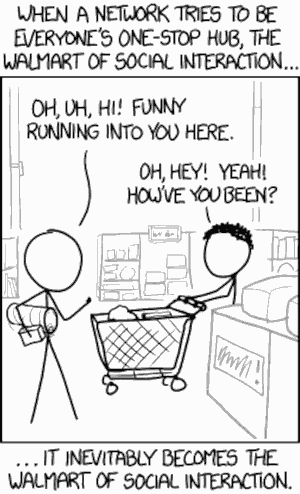 WHEN A NETWORK TRIES TO BE
EVERYONE'S ONE-STOP HUB, THE
WALMART OF SOCIAL INTERACTION...
OH, UH, HI! FUNNY
RUNNING INTO YOU HERE.
OH, HEY! YEAH!
HOW'VE YOU BEEN?
...IT INEVITABLY BECOMES THE
WALMART OF SOCIAL INTERACTION.